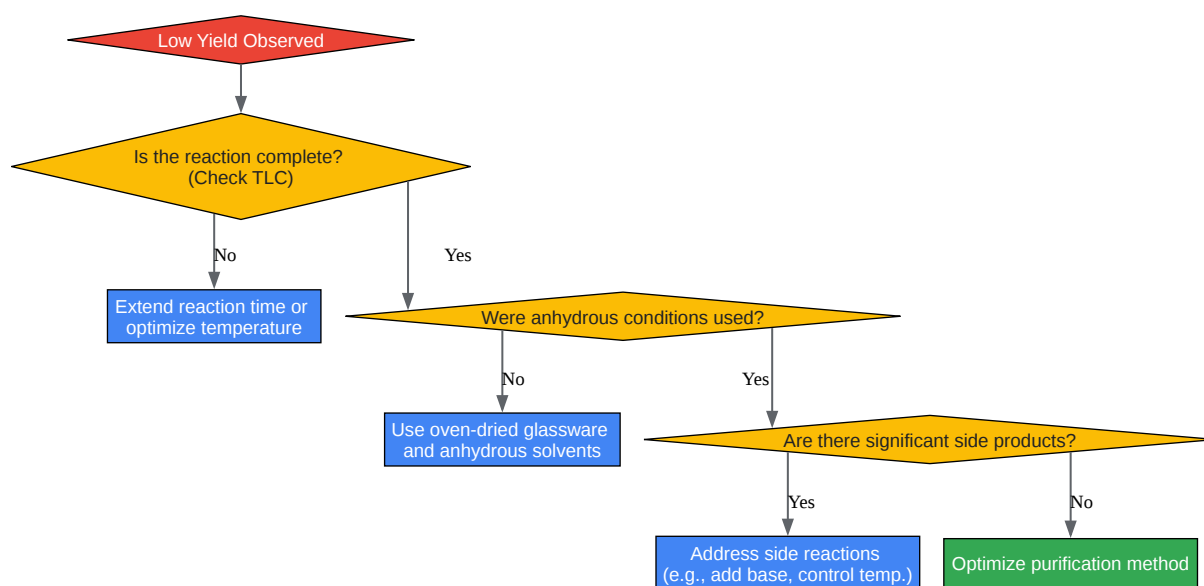 Low Yield Observed
Is the reaction complete?
(Check TLC)
No
Yes
Extend reaction time or
optimize temperature
Were anhydrous conditions used?
No
Yes
Use oven-dried glassware
and anhydrous solvents
Are there significant side products?
Yes
No
Address side reactions
(e.g., add base, control temp.)
Optimize purification method